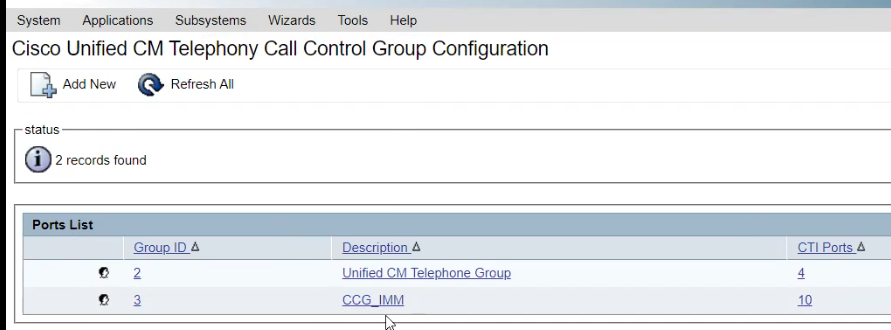 System Applications Subsystems Wizards Tools Help
Cisco Unified CM Telephony Call Control Group Configuration
Add New Refresh All
status
2 records found
Ports List
Group ID Description CTI Ports
2 Unified CM Telephone Group 4
3 CCG_IMM 10